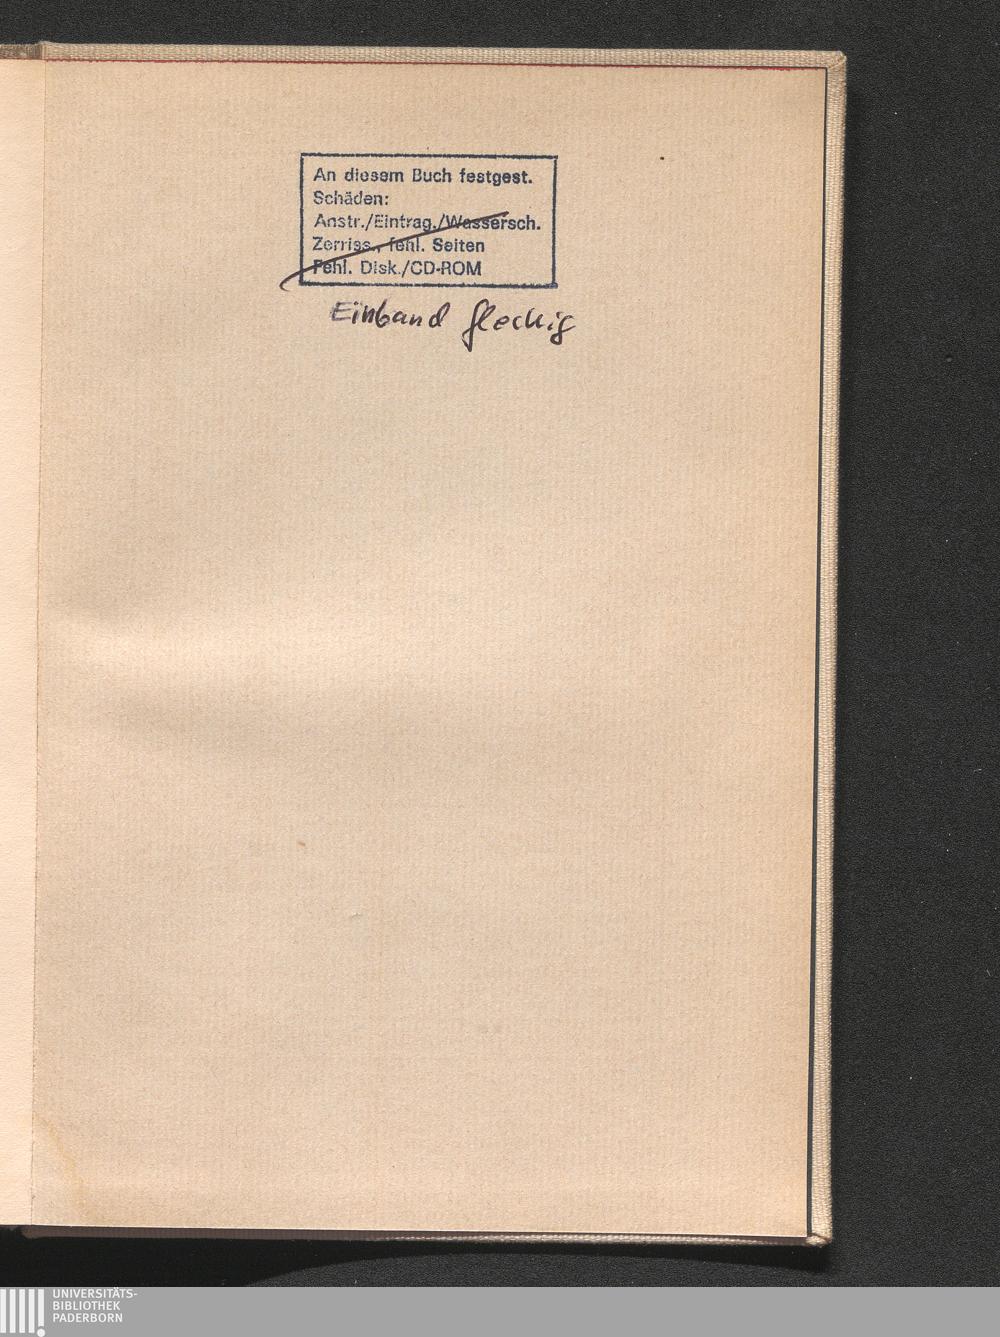 An diesem Buch festgest.
Schäden:
Anstr./Eintrag./Wassersch.
Zerriss., fehl. Seiten
Fehl. Disk./CD-ROM
Einband fleckig
UNIVERSITÄTS-
BIBLIOTHEK
PADERBORN